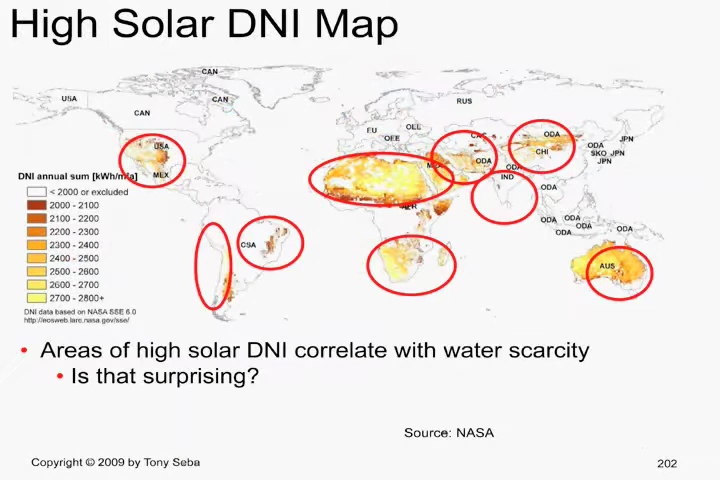 High Solar DNI Map
CAN
USA
CAN
CAN
RUS
EU
OEE
OEE
CAC
ODA
JPN
ODA
SKO JPN
JPN
CHI
USA
MEX
ODA
ODA
IND
ODA
ODA
ODA
ODA
ODA
ODA
ODA
CSA
AUS
DNI annual sum [kWh/m²a]
< 2000 or excluded
2000 - 2100
2100 - 2200
2200 - 2300
2300 - 2400
2400 - 2500
2500 - 2600
2600 - 2700
2700 - 2800+
DNI data based on NASA SSE 6.0
http://eosweb.larc.nasa.gov/sse/
• Areas of high solar DNI correlate with water scarcity
• Is that surprising?
Source: NASA
Copyright © 2009 by Tony Seba
202